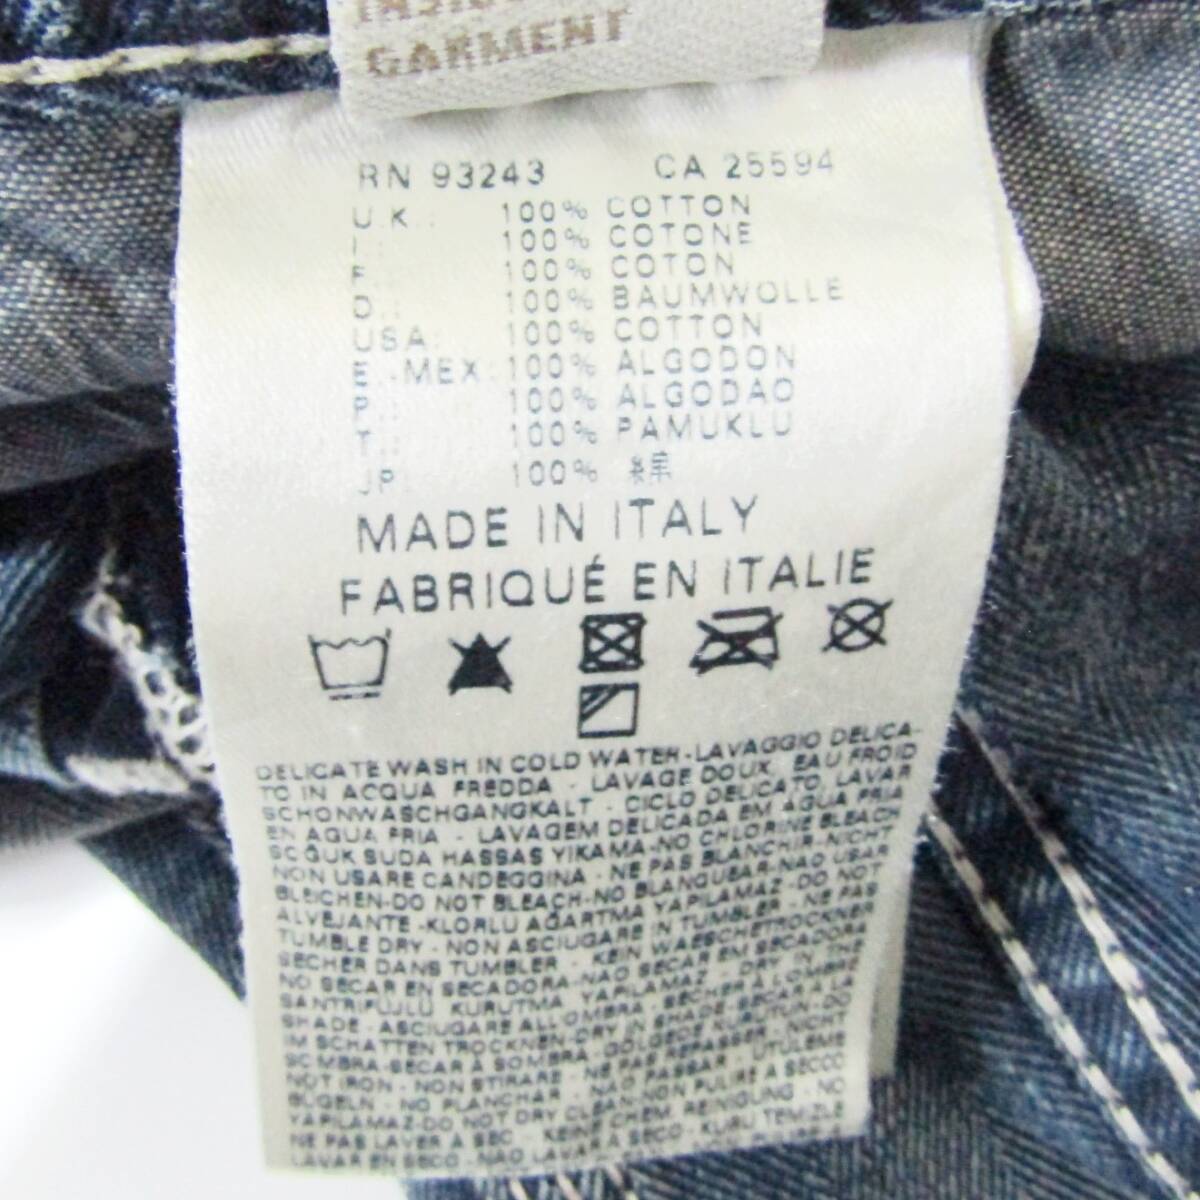 INSIDE
GARMENT
RN 93243 CA 25594
U.K.: 100% COTTON
I.: 100% COTONE
F.: 100% COTON
D.: 100% BAUMWOLLE
USA: 100% COTTON
E.-MEX: 100% ALGODON
P.: 100% ALGODAO
T.: 100% PAMUKLU
JP: 100% 綿
MADE IN ITALY
FABRIQUÉ EN ITALIE
DELICATE WASH IN COLD WATER-LAVAGGIO DELICA-
TO IN ACQUA FREDDA - LAVAGE DOUX EAU FROID
SCHONWASCHGANGKALT - CICLO DELICATO LAVAR
EN AGUA FRIA - LAVAGEM DELICADA EM AGUA FRIA
SOGUK SUDA HASSAS YIKAMA-NO CHLORINE BLEACH
NON USARE CANDEGGINA - NE PAS BLANCHIR-NICHT
BLEICHEN-DO NOT BLEACH-NO BLANQUEAR-NAO USAR
ALVEJANTE -KLORLU AGARTMA YAPILAMAZ-DO NOT
TUMBLE DRY - NON ASCIUGARE IN TUMBLER - NE PAS
SECHER DANS TUMBLER - KEIN WAESCHETROCKNER
NO SECAR EN SECADORA-NAO SECAR EM SECADORA
SANTRIFUJLU KURUTMA YAPILAMAZ - DRY IN THE
SHADE-ASCIUGARE ALL OMBRA-SECHER A L OMBRE
IM SCHATTEN TROCKNEN-DRY IN SHADE-SECAR A LA
SOMBRA-SECAR A SOMBRA-GOLGEDE KURUTUN-DO
NOT IRON - NON STIRARE - NE PAS REPASSER-NICHT
BUGELN - NO PLANCHAR - NAO PASSAR - UTULEME
YAPILAMAZ-DO NOT DRY CLEAN-NON PULIRE A SECCO
NE PAS LAVER A SEC - KEINE CHEM. REINIGUNG - NO
LAVAR EN SECO-NAO LAVAR A SECO-KURU TEMIZLE